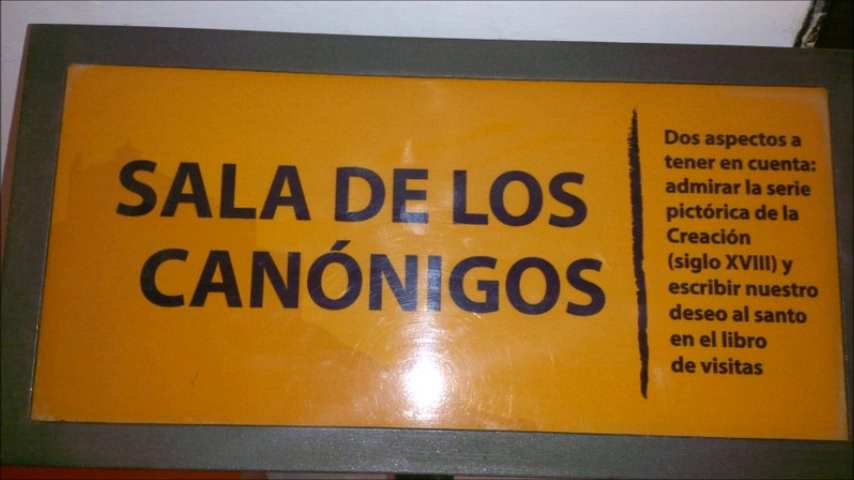 SALA DE LOS
CANÓNIGOS
Dos aspectos a
tener en cuenta:
admirar la serie
pictórica de la
Creación
(siglo XVIII) y
escribir nuestro
deseo al santo
en el libro
de visitas